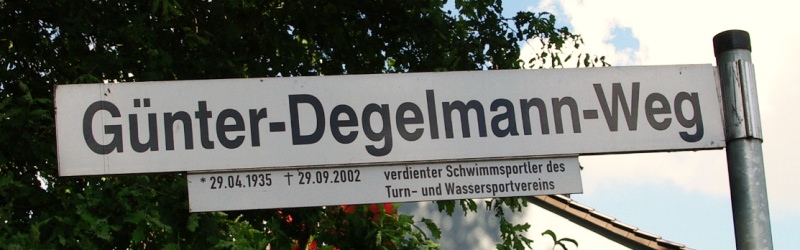 Günter-Degelmann-Weg
* 29.04.1935 † 29.09.2002 verdienter Schwimmsportler des
Turn- und Wassersportvereins